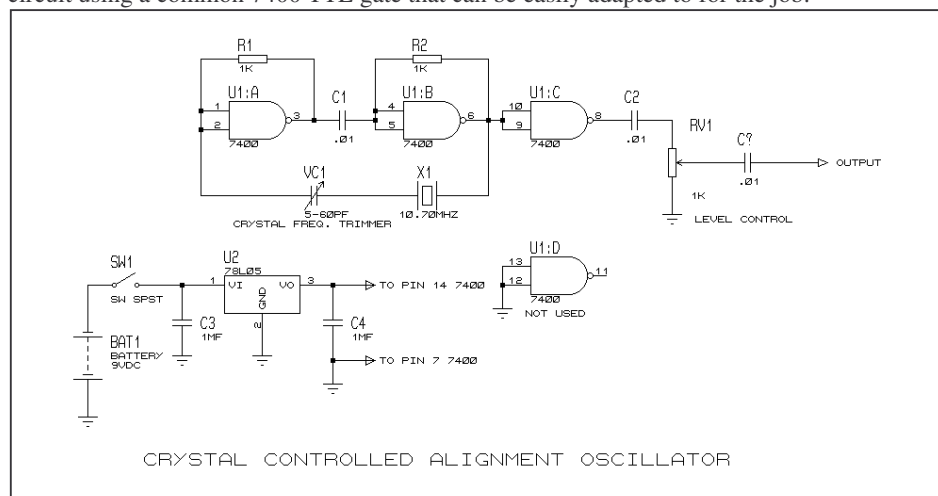 circuit using a common 7400 TTL gate that can be easily adapted to for the job.
R1
1K
R2
1K
U1:A
1
2
3
7400
C1
.01
U1:B
4
5
6
7400
U1:C
10
9
8
7400
C2
.01
RV1
1K
LEVEL CONTROL
C?
.01
OUTPUT
VC1
5-60PF
CRYSTAL FREQ. TRIMMER
X1
10.70MHZ
SW1
SW SPST
U2
78L05
1
VI
VO
3
GND
2
TO PIN 14 7400
C3
1MF
C4
1MF
TO PIN 7 7400
BAT1
BATTERY
9VDC
U1:D
13
12
11
7400
NOT USED
CRYSTAL CONTROLLED ALIGNMENT OSCILLATOR